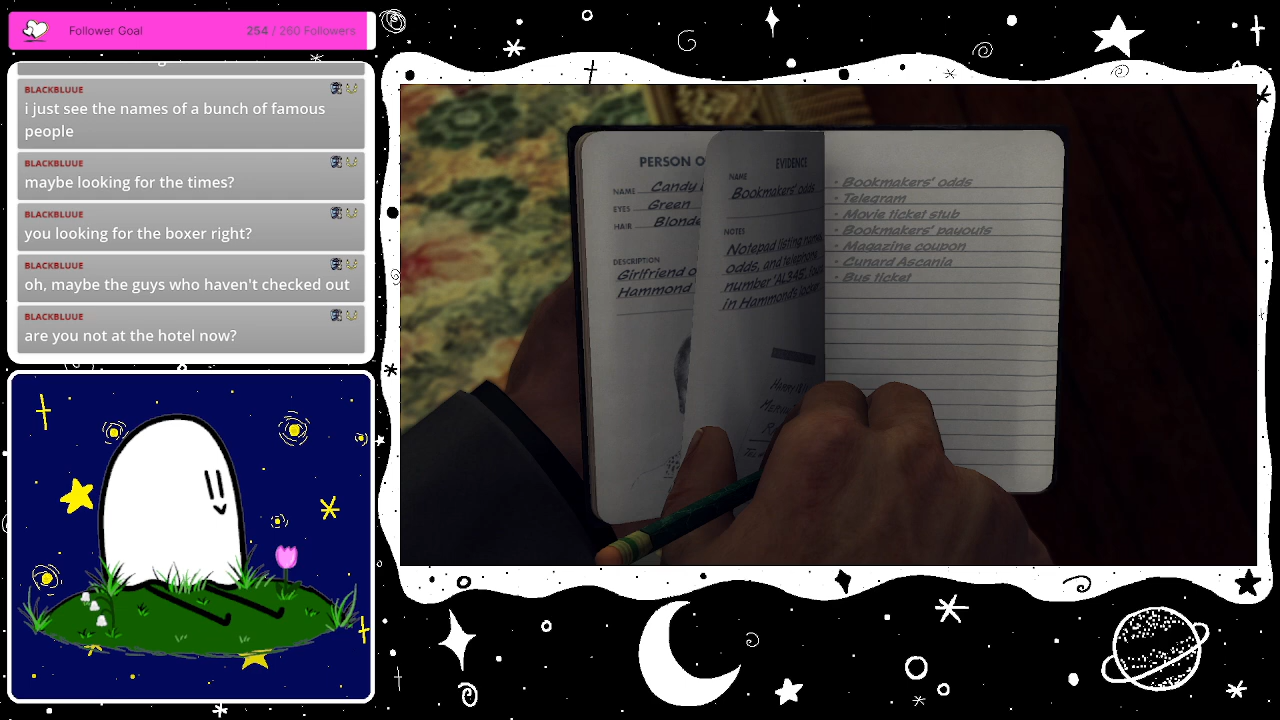 Follower Goal
254 / 260 Followers
BLACKBLUUE
i just see the names of a bunch of famous
people
BLACKBLUUE
maybe looking for the times?
BLACKBLUUE
you looking for the boxer right?
BLACKBLUUE
oh, maybe the guys who haven't checked out
BLACKBLUUE
are you not at the hotel now?
PERSON O
NAME Candy
EYES Green
HAIR Blonde
DESCRIPTION
Girlfriend o
Hammond
EVIDENCE
NAME
Bookmakers' odds
NOTES
Notepad listing name,
odds, and telephone
number 'AL345,
in Hammond's locker
• Bookmakers' odds
• Telegram
• Movie ticket stub
• Bookmakers' payouts
• Magazine coupon
• Cunard Ascania
• Bus ticket